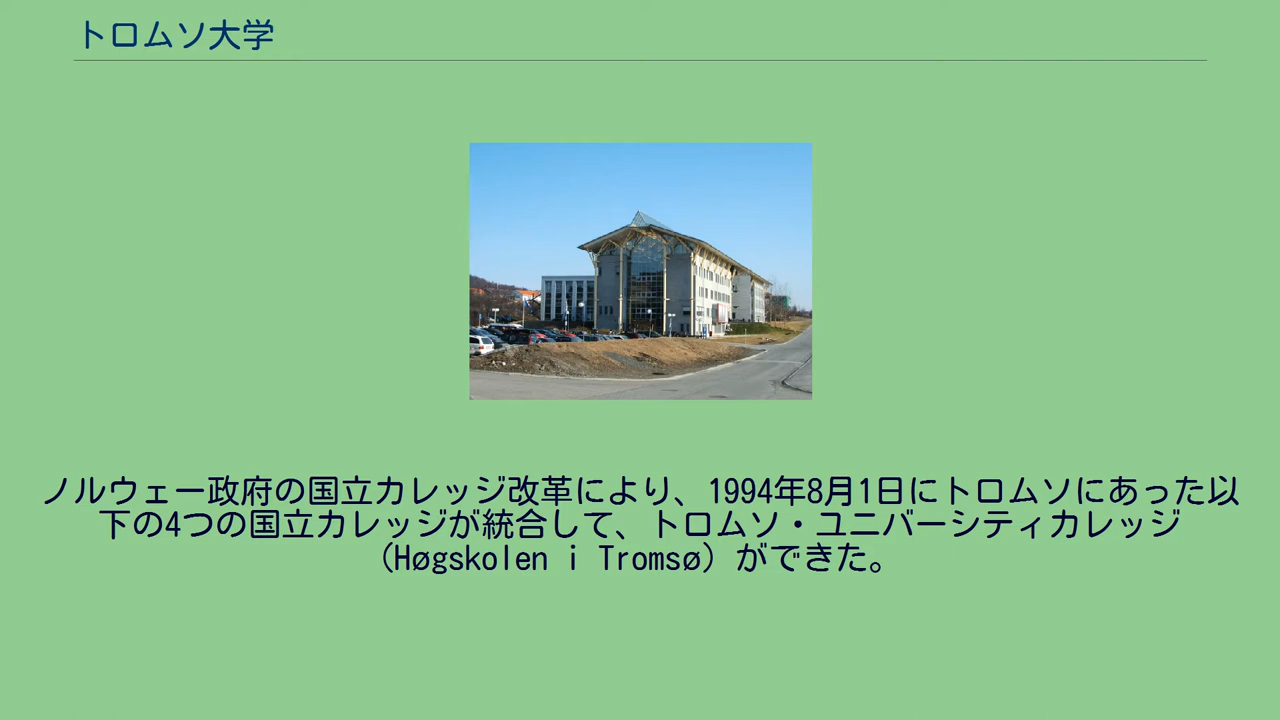 トロムソ大学
ノルウェー政府の国立カレッジ改革により、1994年8月1日にトロムソにあった以
下の4つの国立カレッジが統合して、トロムソ・ユニバーシティカレッジ
(Høgskolen i Tromsø) ができた。